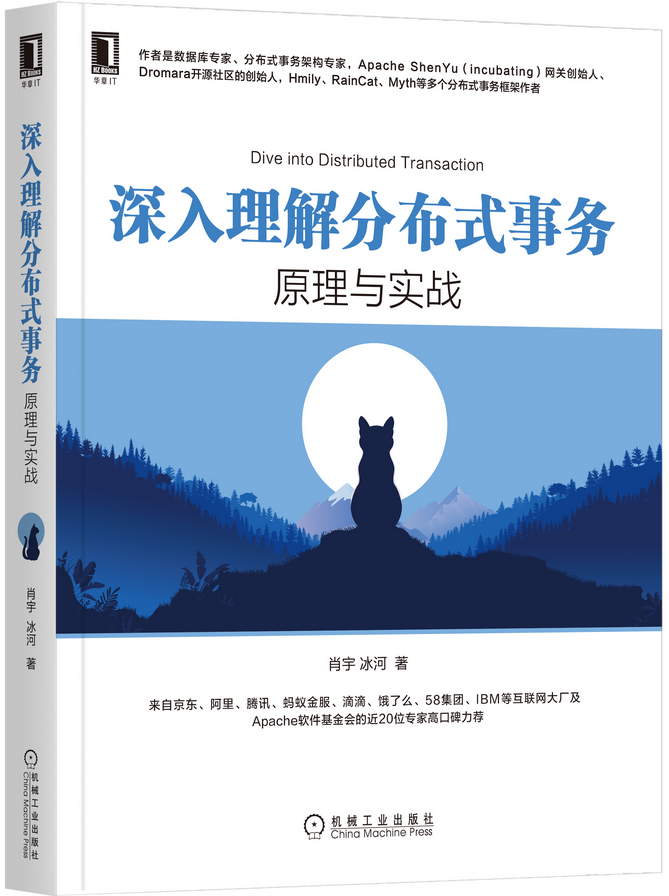 HZ Books
华章IT
深入理解分布式事务
原理与实战
肖宇 冰河 著
机械工业出版社
China Machine Press
作者是数据库专家、分布式事务架构专家，Apache ShenYu（incubating）网关创始人、
Dromara开源社区的创始人，Hmily、RainCat、Myth等多个分布式事务框架作者
Dive into Distributed Transaction
深入理解分布式事务
原理与实战
肖宇 冰河 著
来自京东、阿里、腾讯、蚂蚁金服、滴滴、饿了么、58集团、IBM等互联网大厂及
Apache软件基金会的近20位专家高口碑力荐
机械工业出版社
China Machine Press